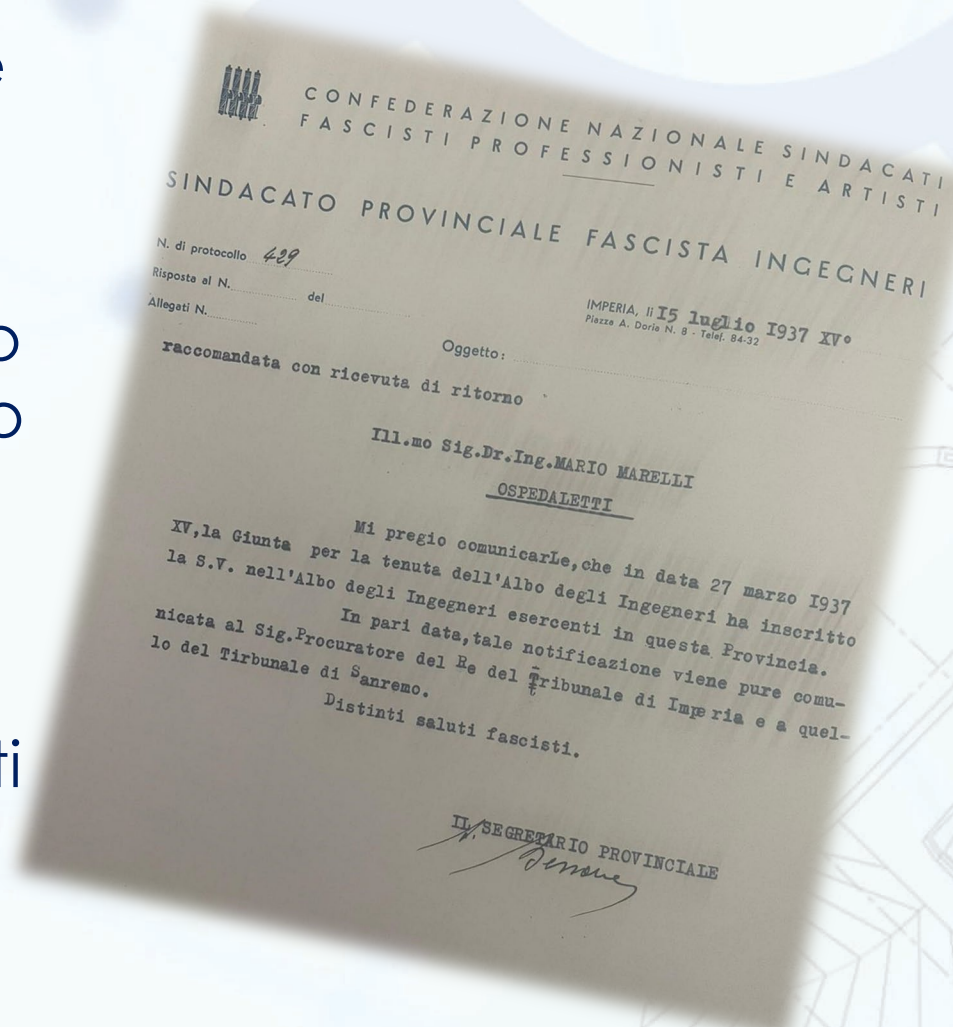 e
o
o
ti
CONFEDERAZIONE NAZIONALE SINDACATI
FASCISTI PROFESSIONISTI E ARTISTI
SINDACATO PROVINCIALE FASCISTA INGEGNERI
N. di protocollo 429
Risposta al N. del
Allegati N.
IMPERIA, li I5 luglio I937 XV°
Piazza A. Doria N. 8 - Telef. 84-32
Oggetto:
raccomandata con ricevuta di ritorno
Ill.mo Sig.Dr.Ing.MARIO MARELLI
OSPEDALETTI
Mi pregio comunicarLe,che in data 27 marzo I937
XV,la Giunta per la tenuta dell'Albo degli Ingegneri ha inscritto
la S.V. nell'Albo degli Ingegneri esercenti in questa Provincia.
In pari data,tale notificazione viene pure comu-
nicata al Sig.Procuratore del Re del Tribunale di Imperia e a quel-
lo del Tirbunale di Sanremo.
Distinti saluti fascisti.
IL SEGRETARIO PROVINCIALE